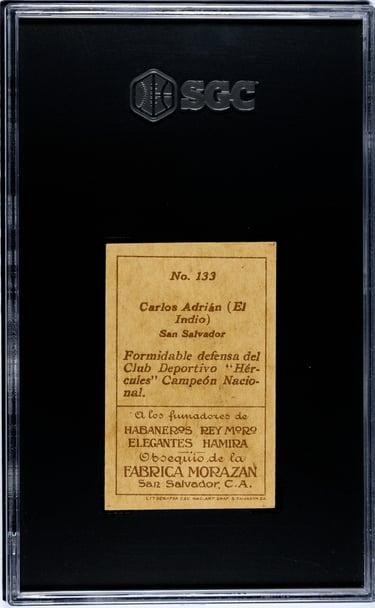 SGC
No. 133
Carlos Adrián (El
Indio)
San Salvador
Formidable defensa del
Club Deportivo "Hér-
cules" Campeón Nacio-
nal.
A los fumadores de
HABANEROS REY MORO
ELEGANTES HAMIRA
Obsequio de la
FABRICA MORAZAN
San Salvador, C.A.